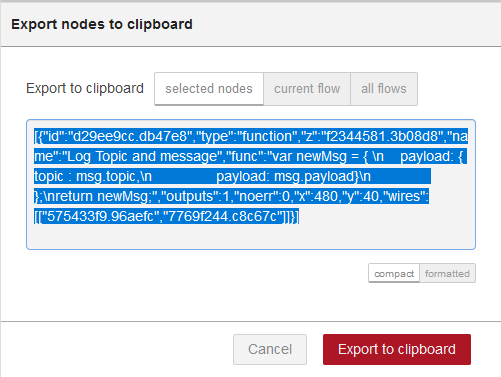 Export nodes to clipboard
Export to clipboard selected nodes current flow all flows
[{"id":"d29ee9cc.db47e8","type":"function","z":"f2344581.3b08d8","na
me":"Log Topic and message","func":"var newMsg = { \n payload: {
topic : msg.topic,\n payload: msg.payload}\n
};\nreturn newMsg;","outputs":1,"noerr":0,"x":480,"y":40,"wires":
[["575433f9.96aefc","7769f244.c8c67c"]]}]
compact formatted
Cancel Export to clipboard